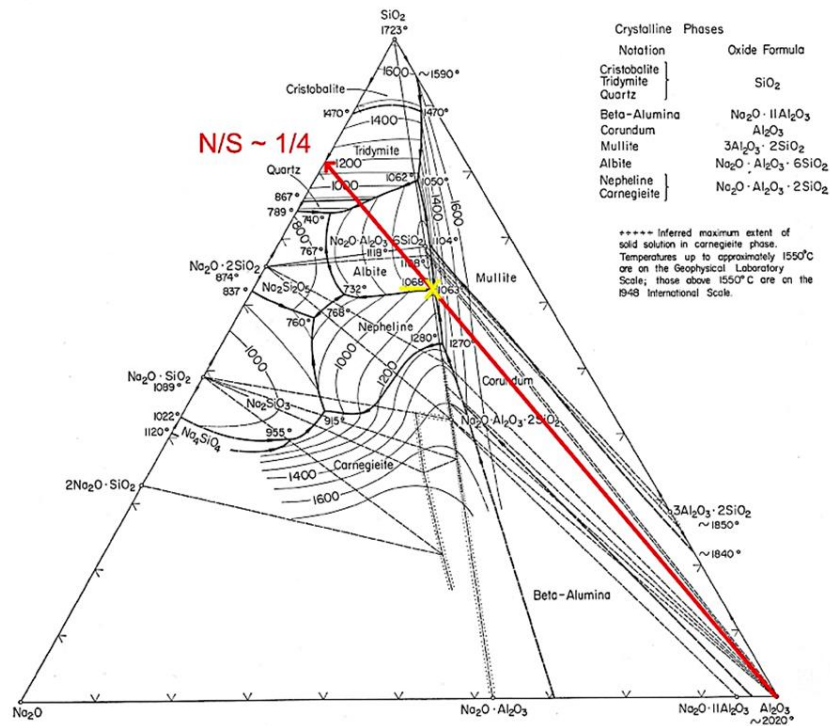 SiO₂
1723°
1600
~1590°
Cristobalite
1470°
1470°
1400
N/S ~ 1/4
Tridymite
1200
Quartz
1000
1062°
1050°
867°
789°
740°
1400
1600
800
767°
Na₂O·Al₂O₃·6SiO₂
1104°
1118°
1108°
Na₂O·2SiO₂
874°
837°
Albite
Mullite
Na₂Si₂O₅
732°
1068°
1063°
760°
768°
Nepheline
1280°
1270°
1000
1200
Na₂O·SiO₂
1089°
Na₂SiO₃
Corundum
1022°
1120°
Na₄SiO₄
955°
915°
Na₂O·Al₂O₃·2SiO₂
1400
Carnegieite
1600
2Na₂O·SiO₂
3Al₂O₃·2SiO₂
~1850°
~1840°
Beta-Alumina
Na₂O
Na₂O·Al₂O₃
Na₂O·11Al₂O₃
Al₂O₃
~2020°
Crystalline Phases
Notation Oxide Formula
Cristobalite
Tridymite SiO₂
Quartz
Beta-Alumina Na₂O·11Al₂O₃
Corundum Al₂O₃
Mullite 3Al₂O₃·2SiO₂
Albite Na₂O·Al₂O₃·6SiO₂
Nepheline
Carnegieite Na₂O·Al₂O₃·2SiO₂
+++++ Inferred maximum extent of
solid solution in carnegieite phase.
Temperatures up to approximately 1550°C
are on the Geophysical Laboratory
Scale; those above 1550°C are on the
1948 International Scale.